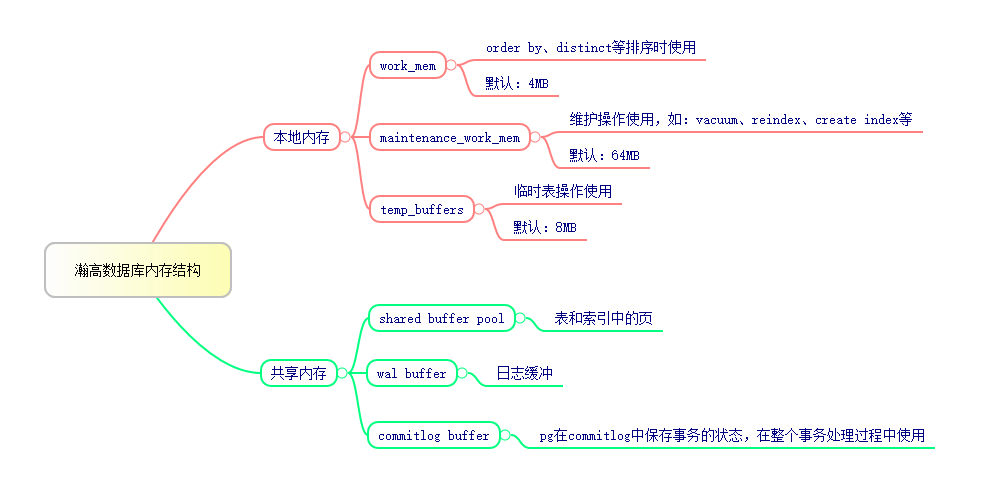 瀚高数据库内存结构
本地内存
work_mem
order by、distinct等排序时使用
默认：4MB
maintenance_work_mem
维护操作使用，如：vacuum、reindex、create index等
默认：64MB
temp_buffers
临时表操作使用
默认：8MB
共享内存
shared buffer pool
表和索引中的页
wal buffer
日志缓冲
commitlog buffer
pg在commitlog中保存事务的状态，在整个事务处理过程中使用